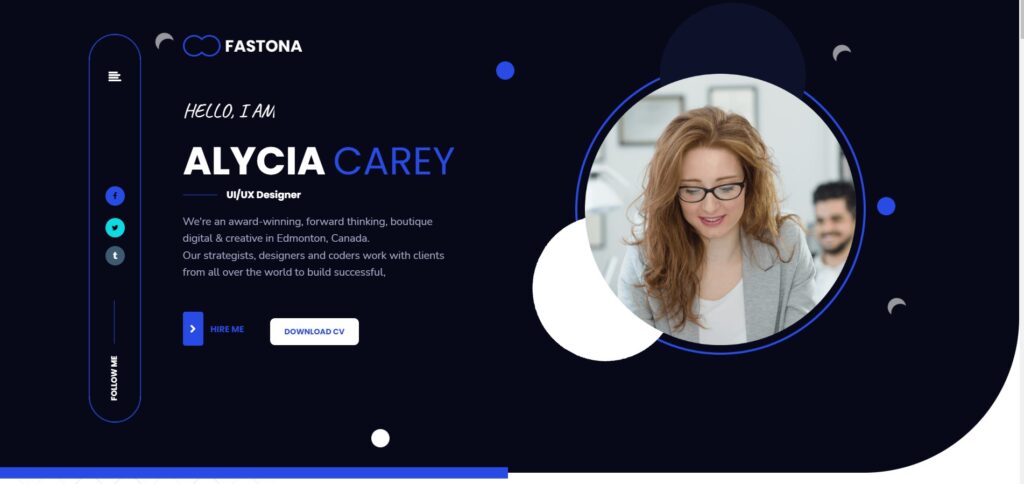 FASTONA
HELLO, I AM
ALYCIA CAREY
UI/UX Designer
We're an award-winning, forward thinking, boutique
digital & creative in Edmonton, Canada.
Our strategists, designers and coders work with clients
from all over the world to build successful,
HIRE ME
DOWNLOAD CV
FOLLOW ME